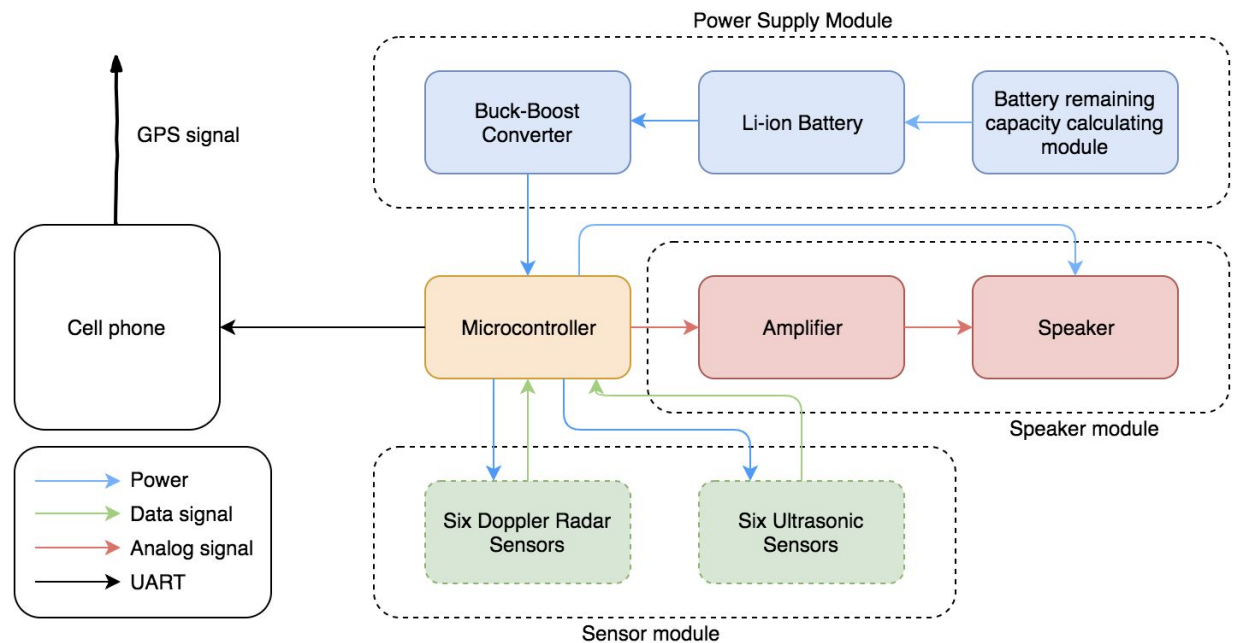 Power Supply Module
GPS signal
Buck-Boost
Converter
Li-ion Battery
Battery remaining
capacity calculating
module
Cell phone
Microcontroller
Amplifier
Speaker
Speaker module
Power
Data signal
Analog signal
UART
Six Doppler Radar
Sensors
Six Ultrasonic
Sensors
Sensor module